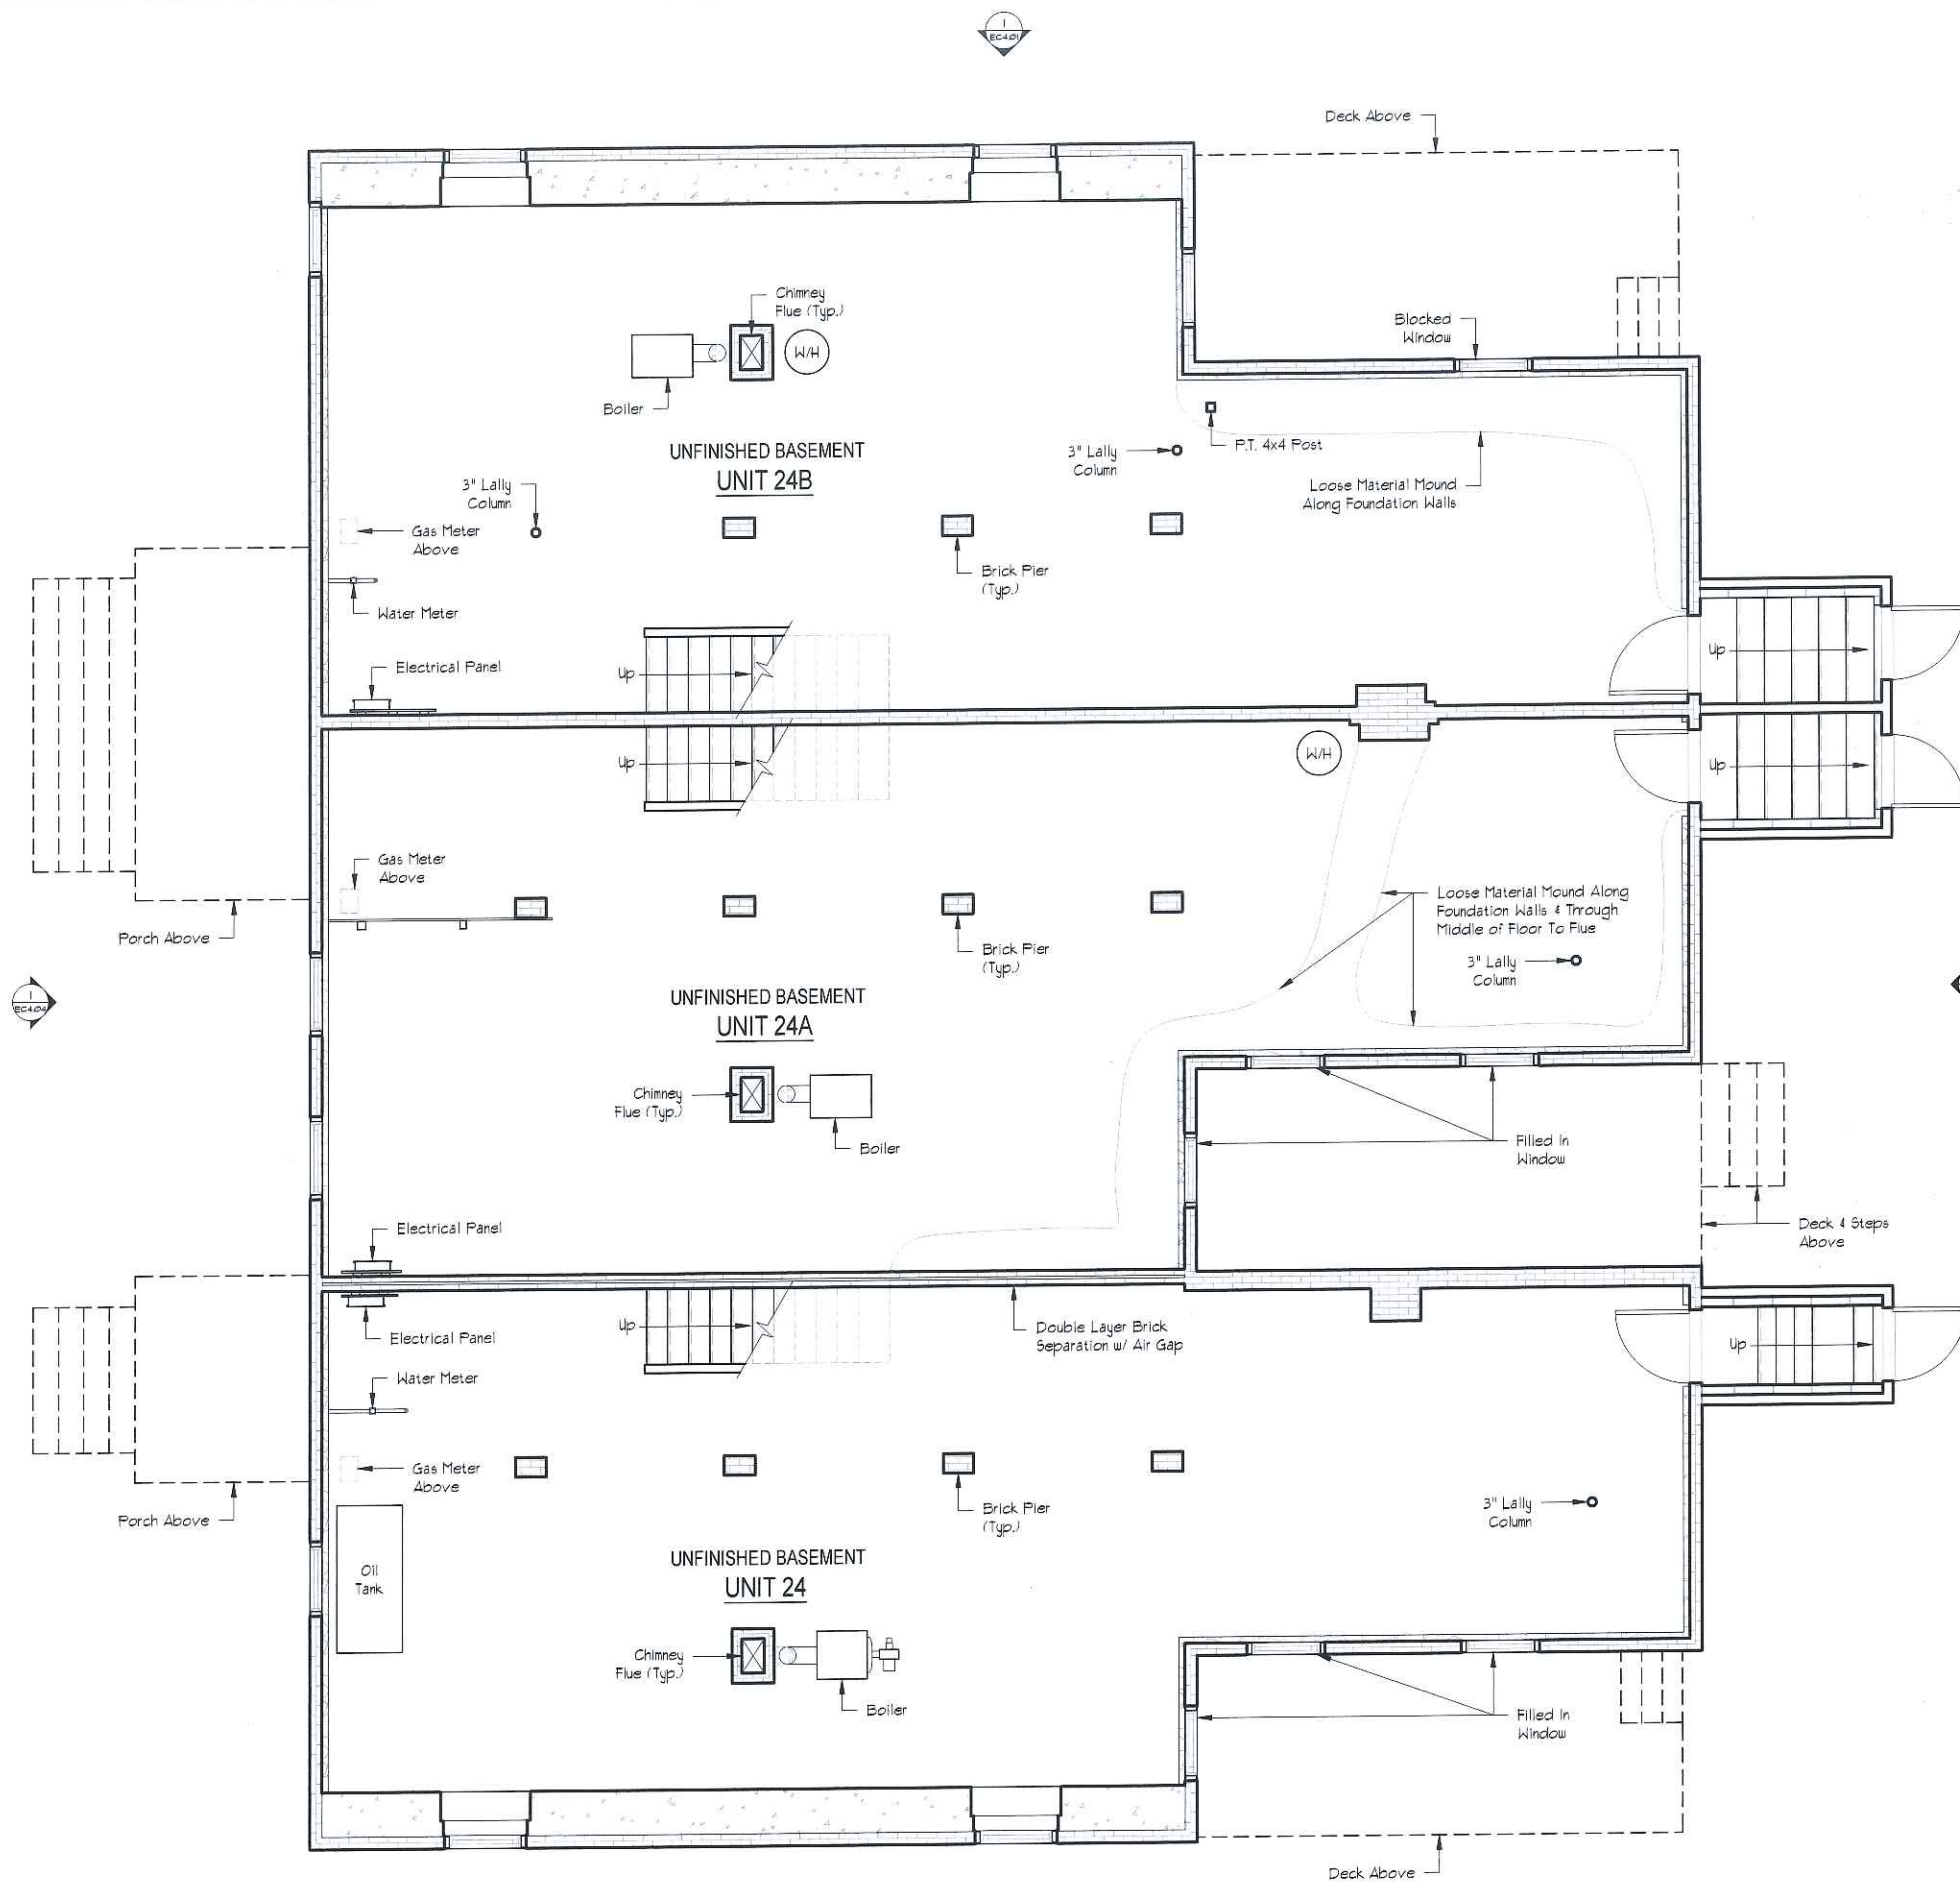 1
EC4.01
Deck Above
Chimney
Flue (Typ.)
W/H
Blocked
Window
Boiler
P.T. 4x4 Post
UNFINISHED BASEMENT
UNIT 24B
3" Lally
Column
3" Lally
Column
Loose Material Mound
Along Foundation Walls
Gas Meter
Above
Brick Pier
(Typ.)
Water Meter
Electrical Panel
Up
Up
Up
Up
W/H
Gas Meter
Above
Loose Material Mound Along
Foundation Walls & Through
Middle of Floor To Flue
Porch Above
Brick Pier
(Typ.)
3" Lally
Column
1
EC4.04
UNFINISHED BASEMENT
UNIT 24A
Chimney
Flue (Typ.)
Boiler
Filled In
Window
Electrical Panel
Deck & Steps
Above
Electrical Panel
Up
Double Layer Brick
Separation w/ Air Gap
Up
Water Meter
Gas Meter
Above
Brick Pier
(Typ.)
3" Lally
Column
Porch Above
Oil
Tank
UNFINISHED BASEMENT
UNIT 24
Chimney
Flue (Typ.)
Boiler
Filled In
Window
Deck Above